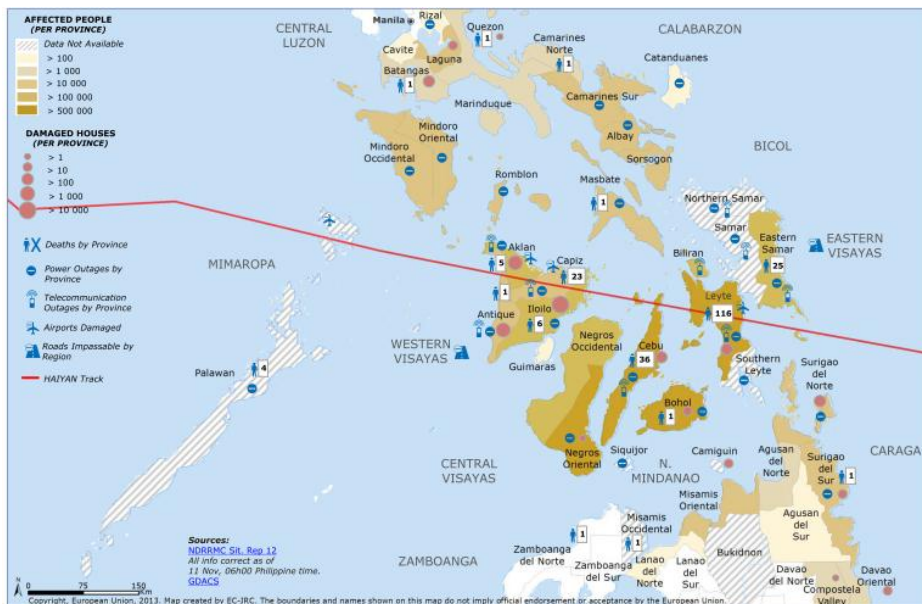 AFFECTED PEOPLE
(PER PROVINCE)
Data Not Available
> 100
> 1 000
> 10 000
> 100 000
> 500 000
DAMAGED HOUSES
(PER PROVINCE)
> 1
> 10
> 100
> 1 000
> 10 000
Deaths by Province
Power Outages by
Province
Telecommunication
Outages by Province
Airports Damaged
Roads Impassable by
Region
HAIYAN Track
CENTRAL
LUZON
Manila
Rizal
Quezon
1
CALABARZON
Cavite
Laguna
Batangas
1
Camarines
Norte
1
Catanduanes
Marinduque
Camarines Sur
Albay
Sorsogon
BICOL
Mindoro
Oriental
Mindoro
Occidental
Romblon
Masbate
1
Northern Samar
Samar
Eastern
Samar
25
EASTERN
VISAYAS
Biliran
MIMAROPA
Aklan
5
Capiz
23
1
Iloilo
Antique
6
Leyte
116
WESTERN
VISAYAS
Guimaras
Negros
Occidental
Cebu
36
Southern
Leyte
Surigao
del Norte
Palawan
4
Bohol
1
Negros
Oriental
Siquijor
Camiguin
CENTRAL
VISAYAS
N.
MINDANAO
Agusan
del
Norte
Surigao
del
Sur
1
CARAGA
Misamis
Oriental
Agusan
del
Sur
Misamis
Occidental
1
1
Bukidnon
ZAMBOANGA
Zamboanga
del Norte
Zamboanga
del Sur
Lanao
del
Norte
Lanao
del
Sur
Davao
del Norte
Davao
Oriental
Compostela
Valley
Sources:
NDRRMC Sit. Rep 12
All info correct as of
11 Nov, 06h00 Philippine time.
GDACS
N
0 75 150
Km
Copyright, European Union, 2013. Map created by EC-JRC. The boundaries and names shown on this map do not imply official endorsement or acceptance by the European Union.